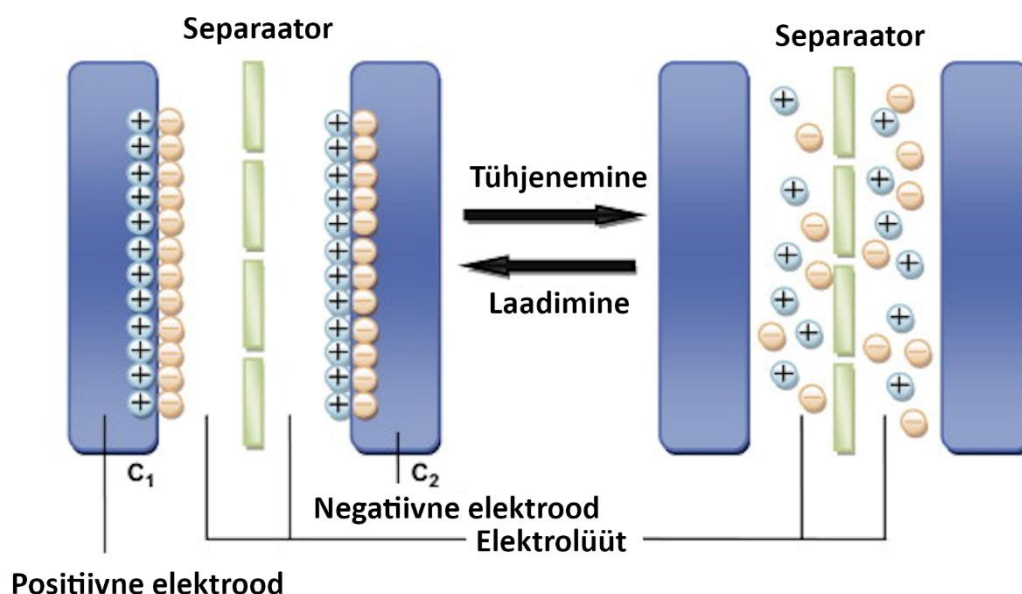 Separaator
Separaator
Tühjenemine
Laadimine
C₁
C₂
Negatiivne elektrood
Elektrolüüt
Positiivne elektrood